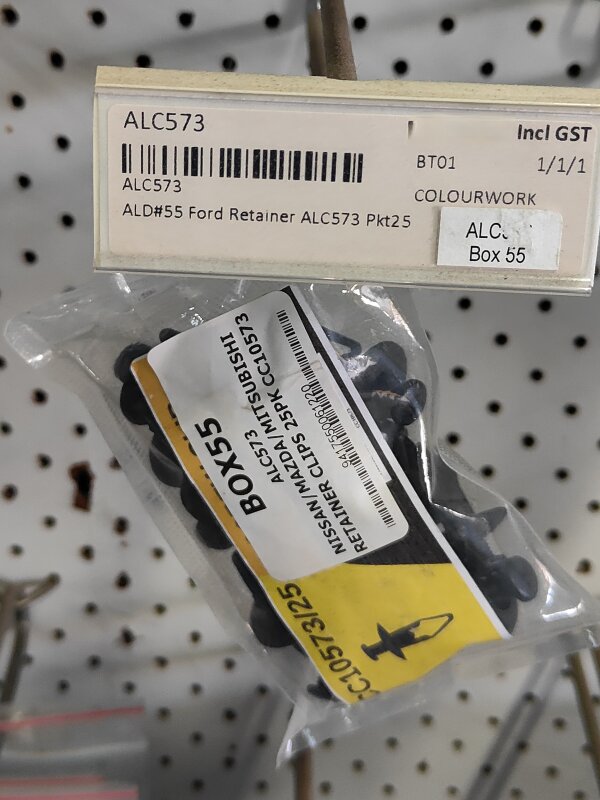 ALC573
Incl GST
BT01 1/1/1
ALC573
COLOURWORK
ALD#55 Ford Retainer ALC573 Pkt25
Box 55
BOX55
ALC573
NISSAN/MAZDA/MITSUBISHI
RETAINER CLIPS 25PK CC10573
CC10573/25